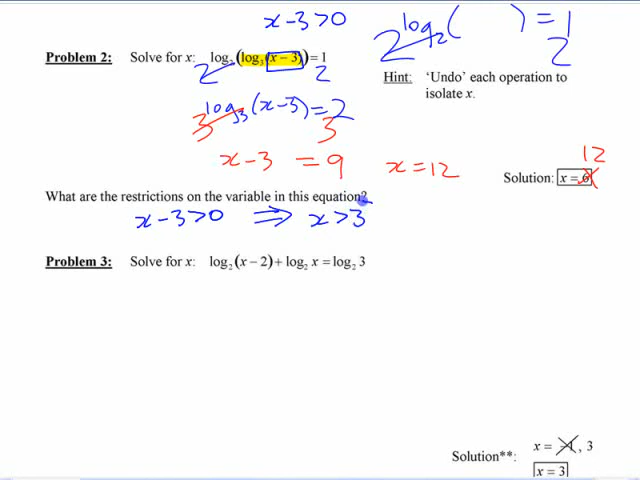 x - 3 > 0
2^log₂( ) = 1
2
Problem 2: Solve for x: log₂(log₃(x − 3)) = 1
2 2
Hint: 'Undo' each operation to
isolate x.
3^log₃(x - 3) = 2
3
x - 3 = 9 x = 12
12
Solution: x = 6
What are the restrictions on the variable in this equation?
x - 3 > 0 ⟹ x > 3
Problem 3: Solve for x: log₂(x − 2) + log₂ x = log₂ 3
x = −1, 3
Solution**:
x = 3